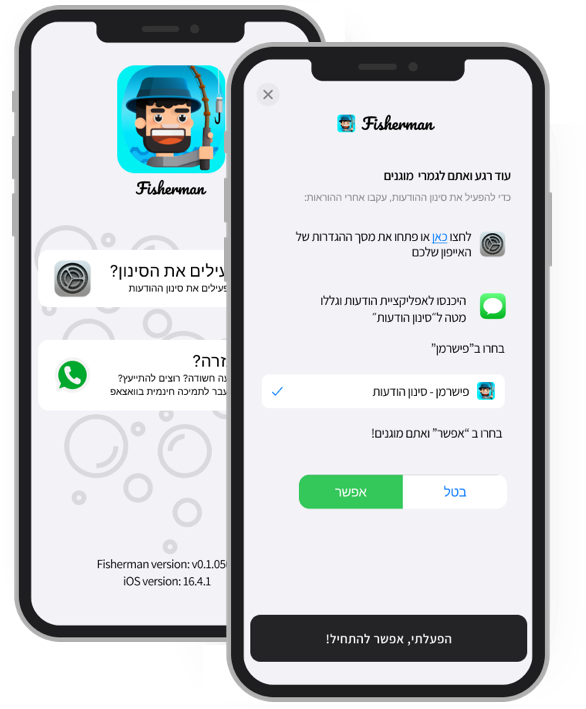 Fisherman
עילים את הסינון?
פעילים את סינון ההודעות
זרה?
ה חשודה? רוצים להתייעץ?
עבר לתמיכה חינמית בוואצאפ
Fisherman version: v0.1.05
iOS version: 16.4.1
Fisherman
עוד רגע ואתם לגמרי מוגנים
כדי להפעיל את סינון ההודעות, עקבו אחרי ההוראות:
לחצו כאן או פתחו את מסך ההגדרות של
האייפון שלכם
היכנסו לאפליקציית הודעות וגללו
מטה ל״סינון הודעות״
בחרו ב"פישרמן"
פישרמן - סינון הודעות
בחרו ב "אפשר" ואתם מוגנים!
בטל
אפשר
הפעלתי, אפשר להתחיל!